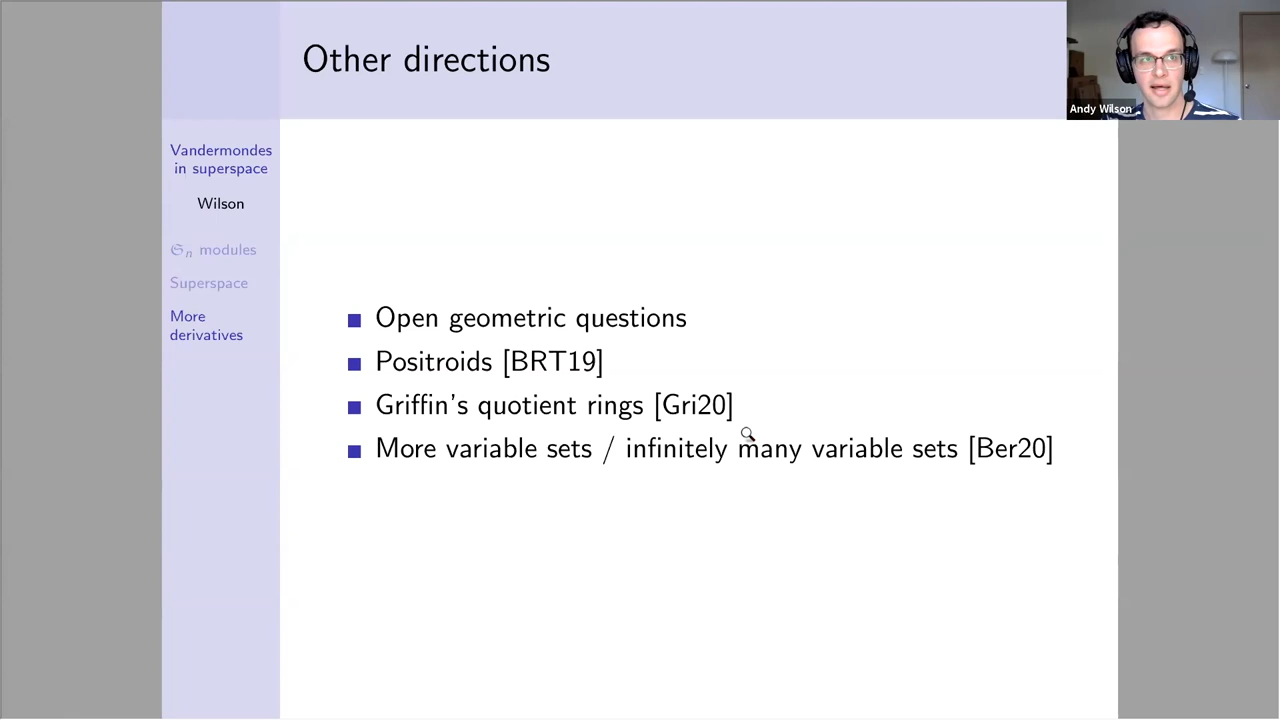 Other directions
Andy Wilson
Vandermondes
in superspace
Wilson
𝔖n modules
Superspace
More
derivatives
Open geometric questions
Positroids [BRT19]
Griffin's quotient rings [Gri20]
More variable sets / infinitely many variable sets [Ber20]